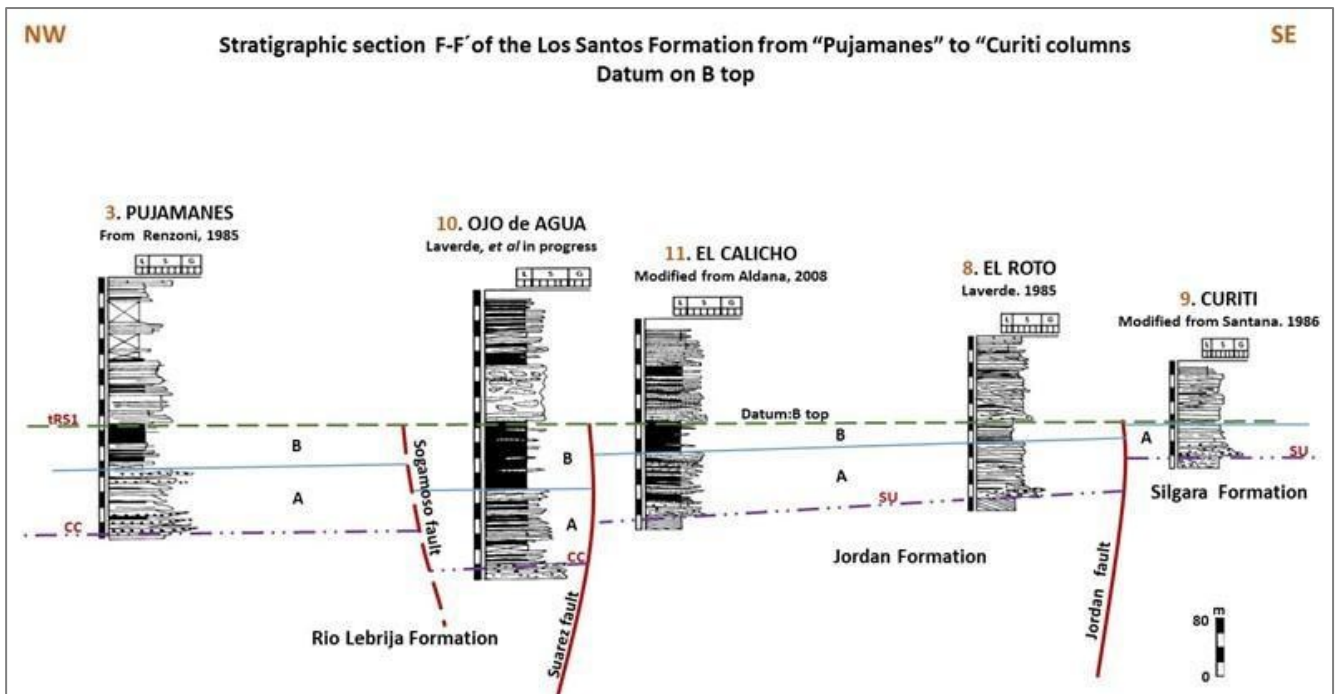 NW
SE
Stratigraphic section F-F´of the Los Santos Formation from “Pujamanes” to “Curiti columns
Datum on B top
3. PUJAMANES
From Renzoni, 1985
L S G
10. OJO de AGUA
Laverde, et al in progress
L S G
11. EL CALICHO
Modified from Aldana, 2008
L S G
8. EL ROTO
Laverde. 1985
L S G
9. CURITI
Modified from Santana. 1986
L S G
tRS1
Datum:B top
B
B
B
A
A
A
A
CC
CC
SU
SU
Sogamoso fault
Suarez fault
Jordan fault
Silgara Formation
Jordan Formation
Rio Lebrija Formation
m
80
0